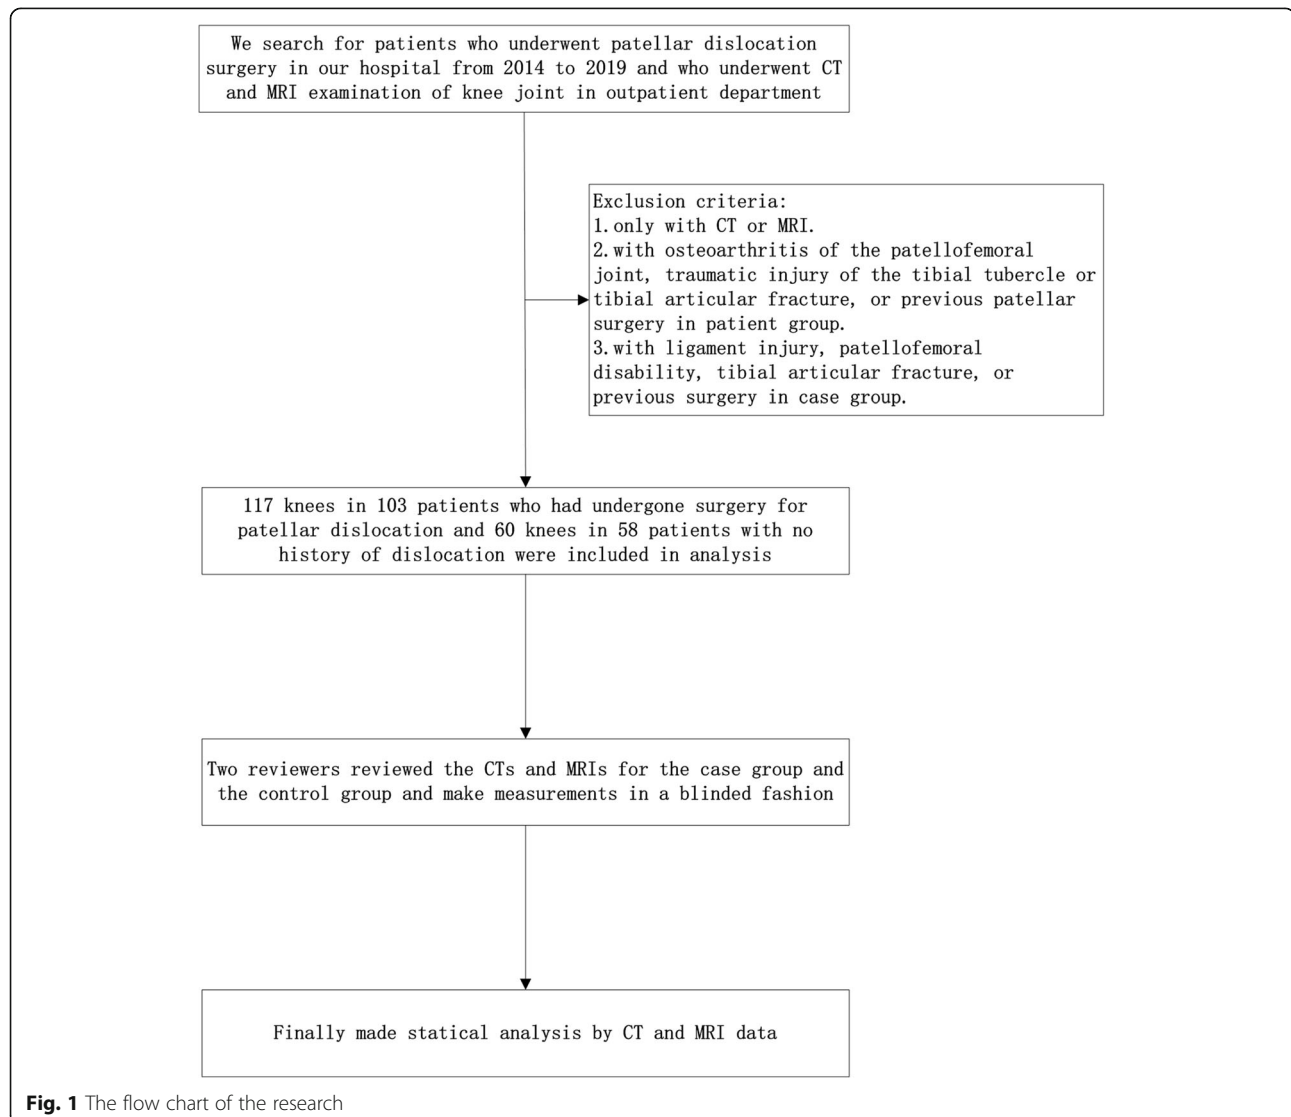 We search for patients who underwent patellar dislocation
surgery in our hospital from 2014 to 2019 and who underwent CT
and MRI examination of knee joint in outpatient department
Exclusion criteria:
1. only with CT or MRI.
2. with osteoarthritis of the patellofemoral
joint, traumatic injury of the tibial tubercle or
tibial articular fracture, or previous patellar
surgery in patient group.
3. with ligament injury, patellofemoral
disability, tibial articular fracture, or
previous surgery in case group.
117 knees in 103 patients who had undergone surgery for
patellar dislocation and 60 knees in 58 patients with no
history of dislocation were included in analysis
Two reviewers reviewed the CTs and MRIs for the case group and
the control group and make measurements in a blinded fashion
Finally made statical analysis by CT and MRI data
Fig. 1 The flow chart of the research